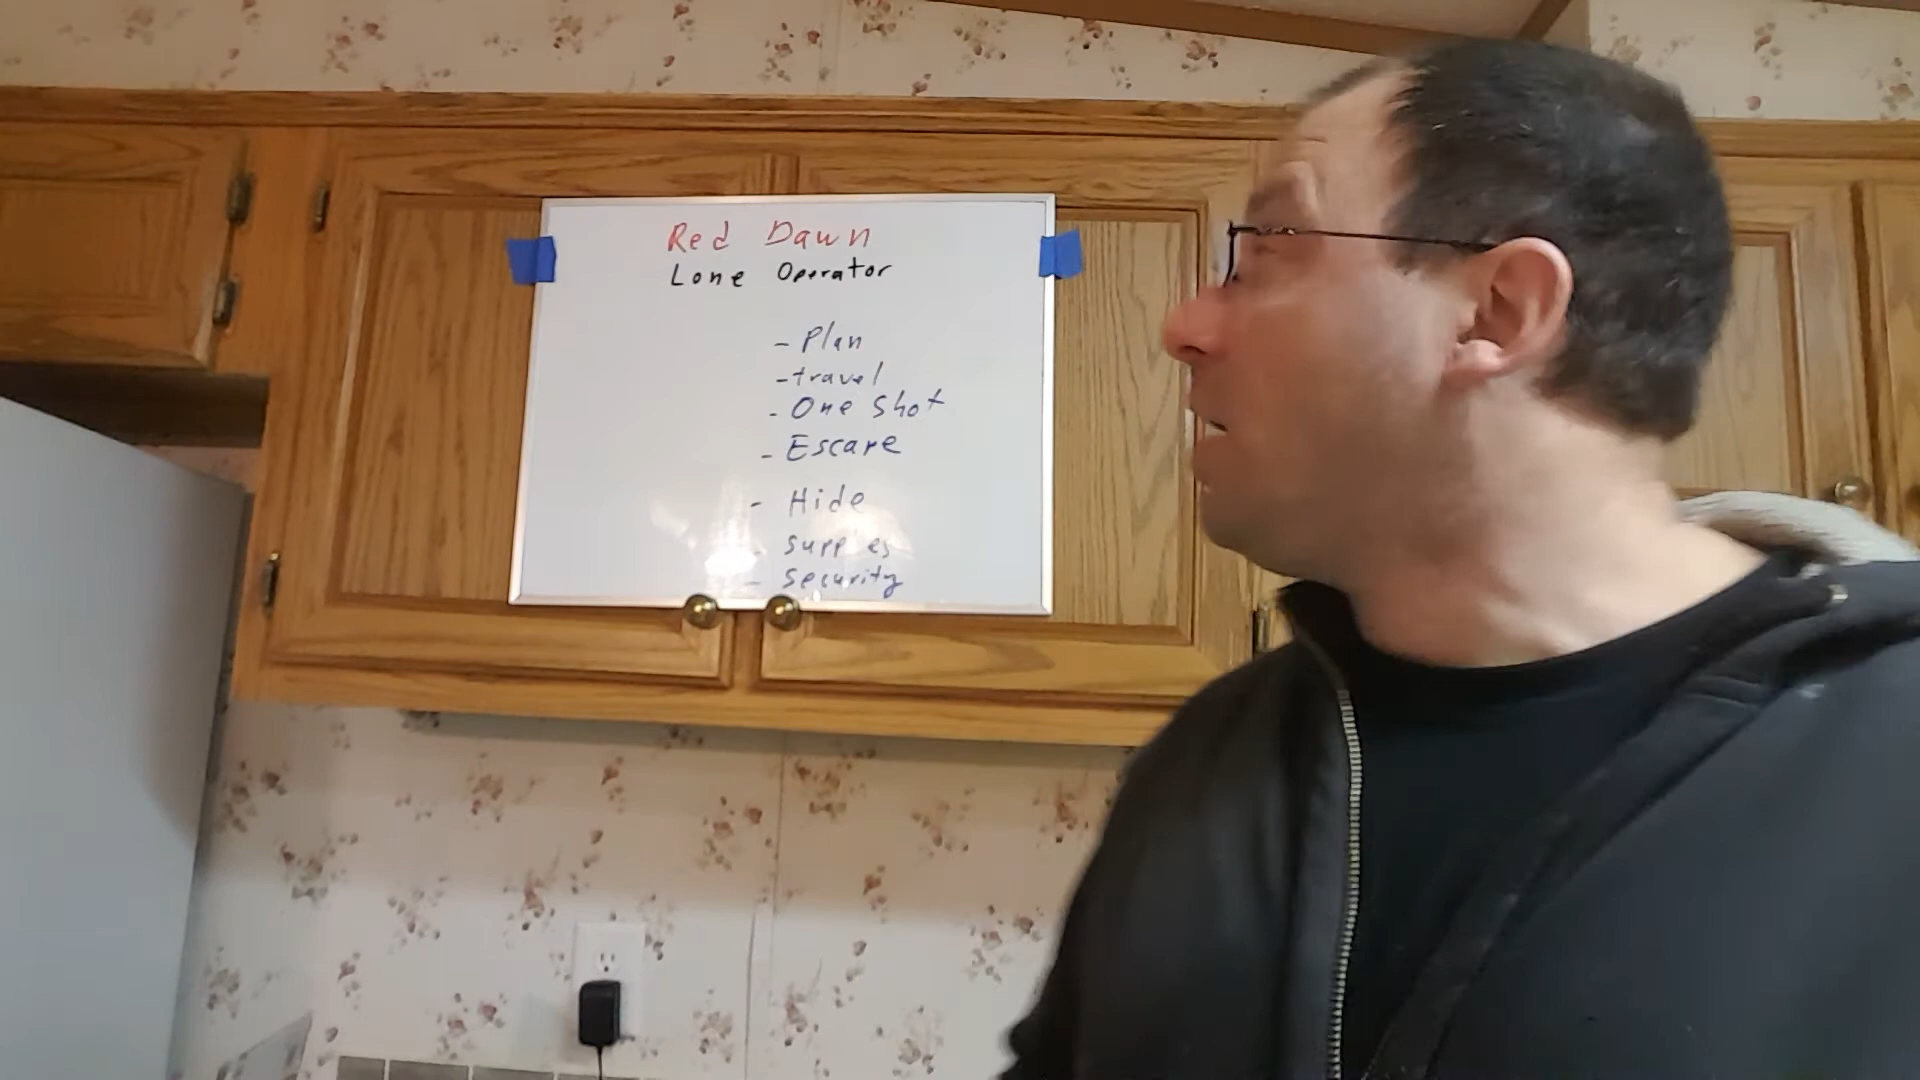 Red Dawn
Lone Operator
- Plan
- travel
- One Shot
- Escape
- Hide
- supplies
- security